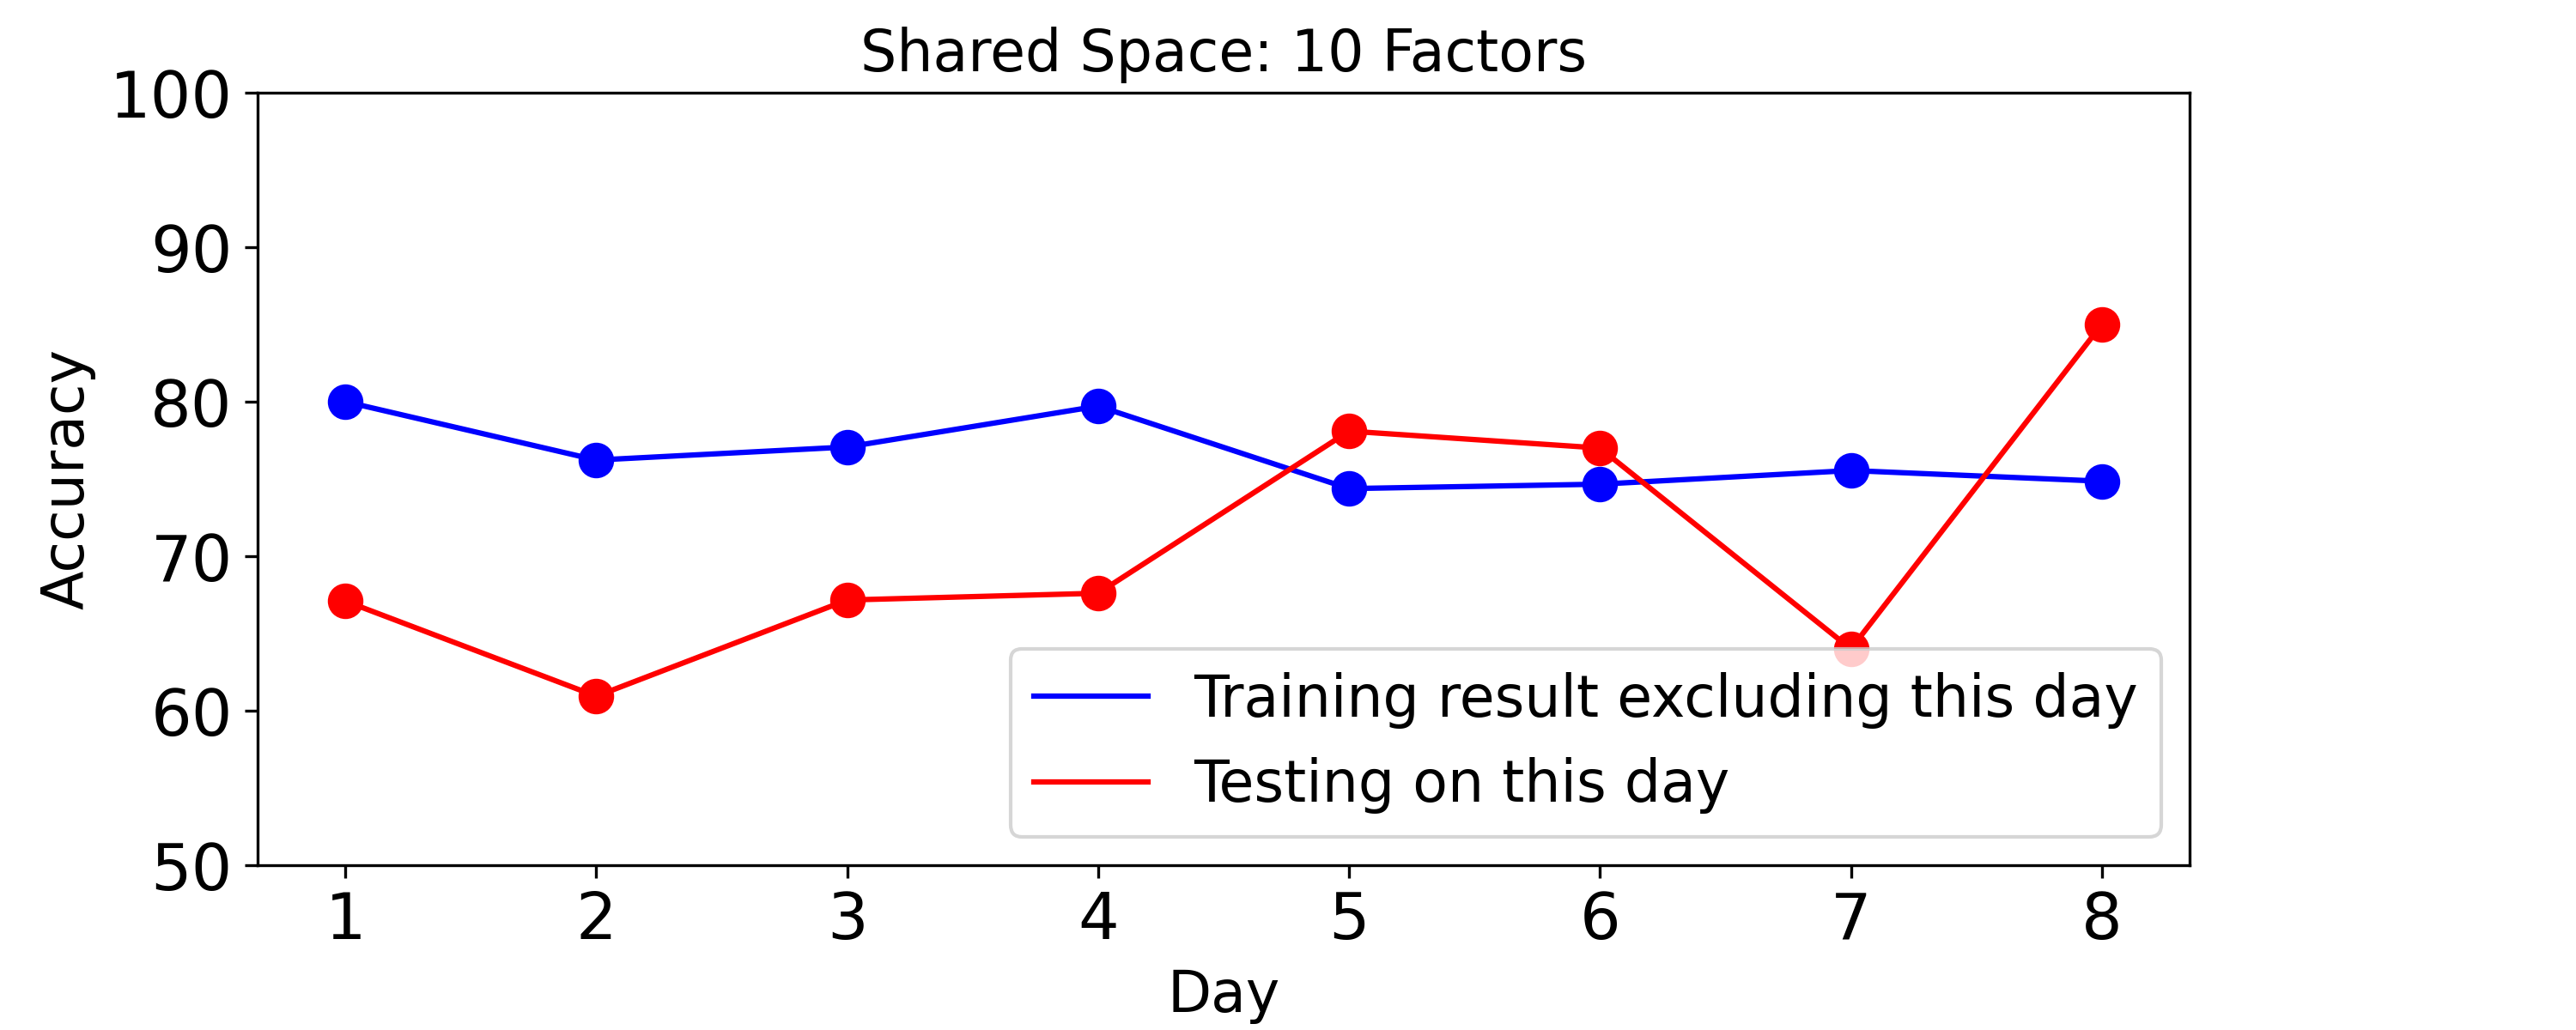 Shared Space: 10 Factors
100
90
80
70
60
50
Accuracy
Training result excluding this day
Testing on this day
1 2 3 4 5 6 7 8
Day